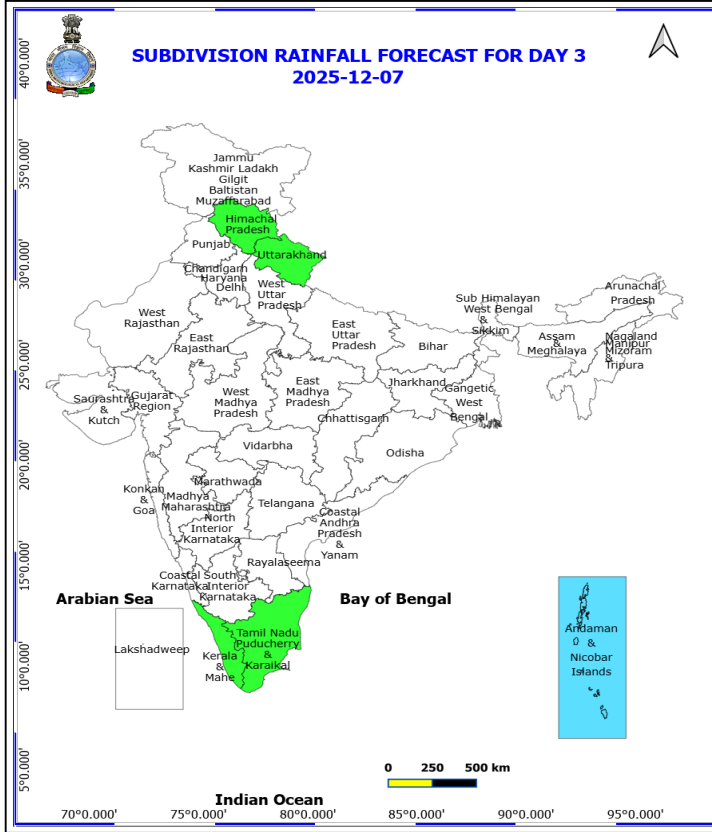 SUBDIVISION RAINFALL FORECAST FOR DAY 3
2025-12-07
40°0.000'
35°0.000'
30°0.000'
25°0.000'
20°0.000'
15°0.000'
10°0.000'
5°0.000'
Jammu
Kashmir Ladakh
Gilgit
Baltistan
Muzaffarabad
Himachal
Pradesh
Punjab
Uttarakhand
Chandigarh
Haryana
Delhi
West
Uttar
Pradesh
West
Rajasthan
East
Rajasthan
East
Uttar
Pradesh
Bihar
Sub Himalayan
West Bengal
&
Sikkim
Arunachal
Pradesh
Assam
&
Meghalaya
Nagaland
Manipur
Mizoram
&
Tripura
Saurashtra
&
Kutch
Gujarat
Region
West
Madhya
Pradesh
East
Madhya
Pradesh
Jharkhand
Gangetic
West
Bengal
Chhattisgarh
Odisha
Vidarbha
Konkan
&
Goa
Madhya
Maharashtra
Marathwada
North
Interior
Karnataka
Telangana
Coastal
Andhra
Pradesh
&
Yanam
Rayalaseema
Coastal
Karnataka
South
Interior
Karnataka
Arabian Sea
Bay of Bengal
Lakshadweep
Kerala
&
Mahe
Tamil Nadu
Puducherry
&
Karaikal
Andaman
&
Nicobar
Islands
0 250 500 km
Indian Ocean
70°0.000' 75°0.000' 80°0.000' 85°0.000' 90°0.000' 95°0.000'